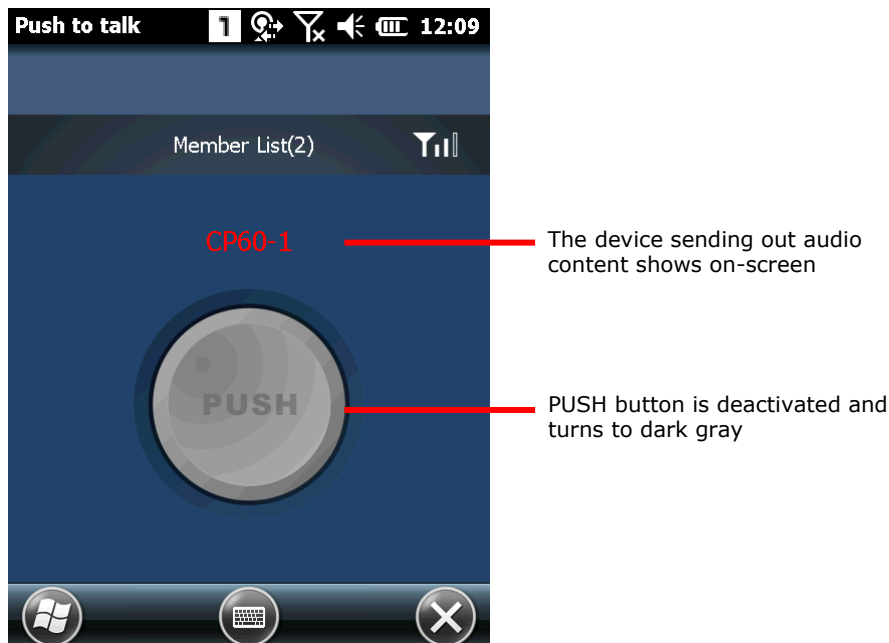 Push to talk 1 12:09
Member List(2)
CP60-1
The device sending out audio
content shows on-screen
PUSH
PUSH button is deactivated and
turns to dark gray